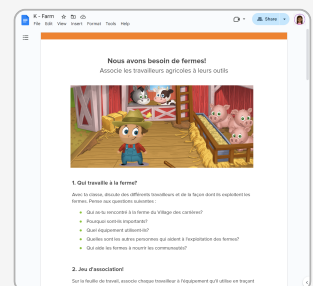 K - Farm
File Edit View Insert Format Tools Help
Share
Nous avons besoin de fermes!
Associe les travailleurs agricoles à leurs outils
1. Qui travaille à la ferme?
Avec ta classe, discute des différents travailleurs et de la façon dont ils exploitent les
fermes. Pense aux questions suivantes :
Qui as-tu rencontré à la ferme du Village des carrières?
Pourquoi sont-ils importants?
Quel équipement utilisent-ils?
Quelles sont les autres personnes qui aident à l'exploitation des fermes?
Qui aide les fermes à nourrir les communautés?
2. Jeu d'association!
Sur la feuille de travail, associe chaque travailleur à l'équipement qu'il utilise en traçant